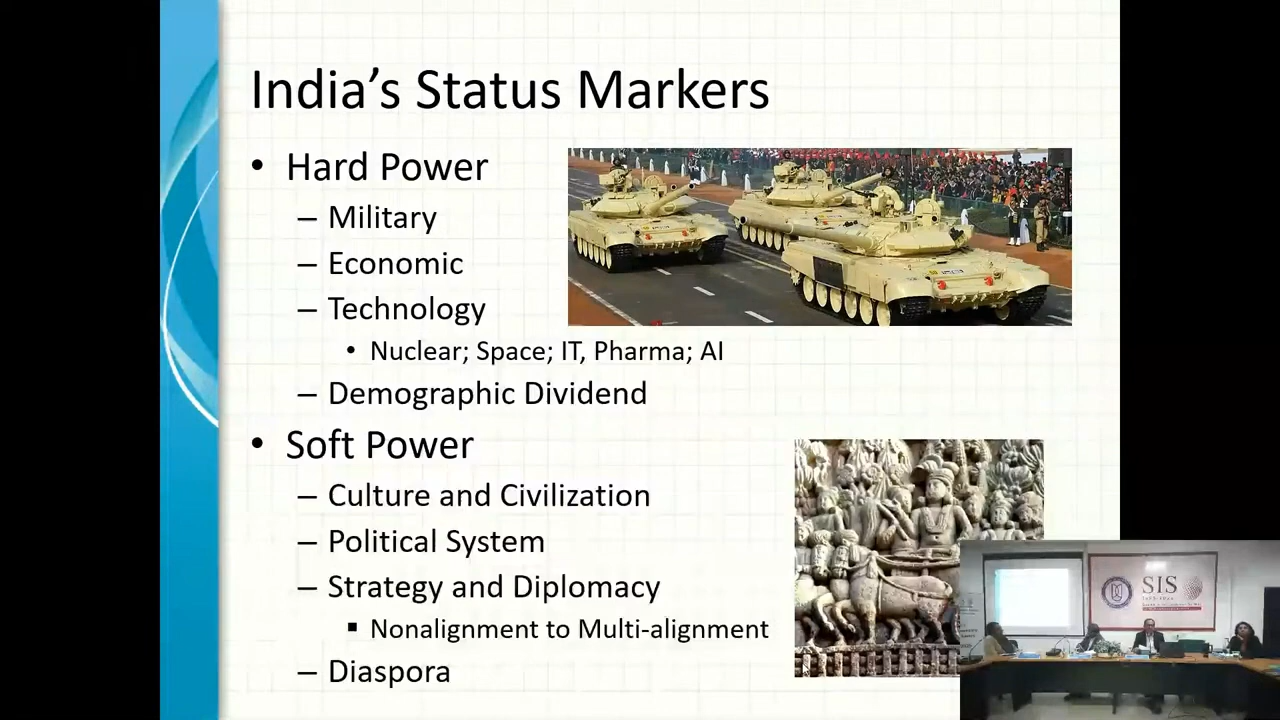 India’s Status Markers
• Hard Power
– Military
– Economic
– Technology
• Nuclear; Space; IT, Pharma; AI
– Demographic Dividend
• Soft Power
– Culture and Civilization
– Political System
– Strategy and Diplomacy
▪ Nonalignment to Multi-alignment
– Diaspora
SIS